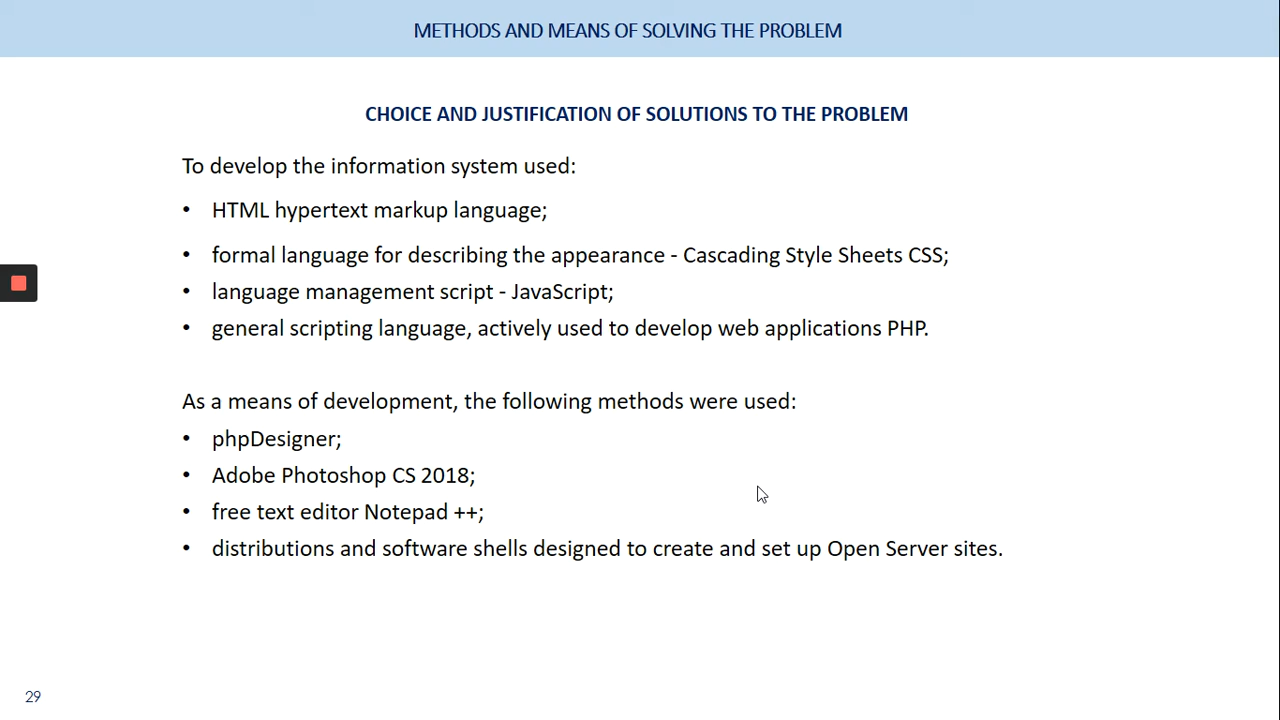 METHODS AND MEANS OF SOLVING THE PROBLEM
CHOICE AND JUSTIFICATION OF SOLUTIONS TO THE PROBLEM
To develop the information system used:
• HTML hypertext markup language;
• formal language for describing the appearance - Cascading Style Sheets CSS;
• language management script - JavaScript;
• general scripting language, actively used to develop web applications PHP.
As a means of development, the following methods were used:
• phpDesigner;
• Adobe Photoshop CS 2018;
• free text editor Notepad ++;
• distributions and software shells designed to create and set up Open Server sites.
29